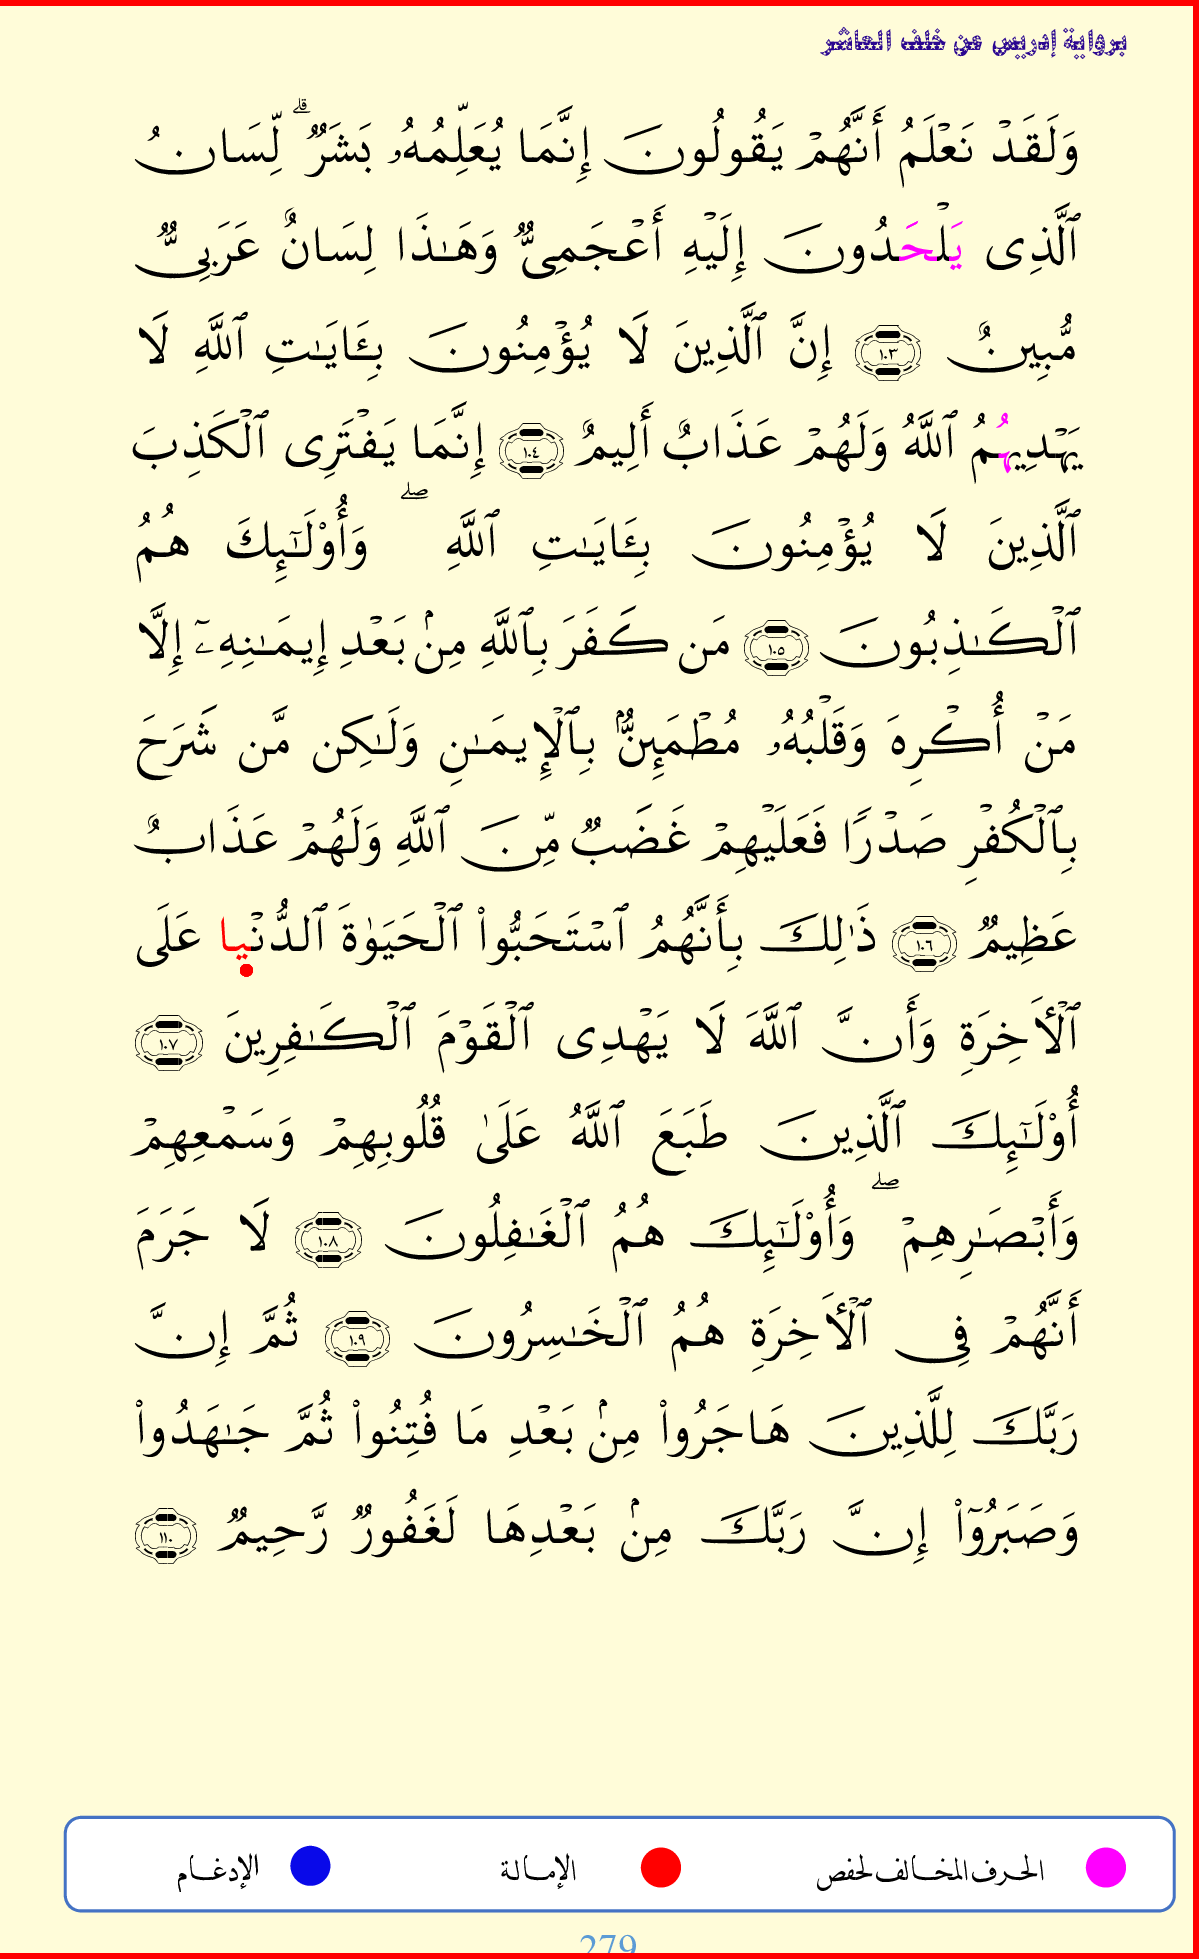 برواية إدريس عن خلف العاشر
وَلَقَدۡ نَعۡلَمُ أَنَّهُمۡ يَقُولُونَ إِنَّمَا يُعَلِّمُهُۥ بَشَرٞۗ لِّسَانُ
ٱلَّذِي يَلۡحَدُونَ إِلَيۡهِ أَعۡجَمِيّٞ وَهَٰذَا لِسَانٌ عَرَبِيّٞ
مُّبِينٌ ١٠٣ إِنَّ ٱلَّذِينَ لَا يُؤۡمِنُونَ بِـَٔايَٰتِ ٱللَّهِ لَا
يَهۡدِيهُمُ ٱللَّهُ وَلَهُمۡ عَذَابٌ أَلِيمٌ ١٠٤ إِنَّمَا يَفۡتَرِي ٱلۡكَذِبَ
ٱلَّذِينَ لَا يُؤۡمِنُونَ بِـَٔايَٰتِ ٱللَّهِۖ وَأُوْلَٰٓئِكَ هُمُ
ٱلۡكَٰذِبُونَ ١٠٥ مَن كَفَرَ بِٱللَّهِ مِنۢ بَعۡدِ إِيمَٰنِهِۦٓ إِلَّا
مَنۡ أُكۡرِهَ وَقَلۡبُهُۥ مُطۡمَئِنُّۢ بِٱلۡإِيمَٰنِ وَلَٰكِن مَّن شَرَحَ
بِٱلۡكُفۡرِ صَدۡرٗا فَعَلَيۡهِمۡ غَضَبٞ مِّنَ ٱللَّهِ وَلَهُمۡ عَذَابٌ
عَظِيمٞ ١٠٦ ذَٰلِكَ بِأَنَّهُمُ ٱسۡتَحَبُّواْ ٱلۡحَيَوٰةَ ٱلدُّنۡيا عَلَى
ٱلۡأٓخِرَةِ وَأَنَّ ٱللَّهَ لَا يَهۡدِي ٱلۡقَوۡمَ ٱلۡكَٰفِرِينَ ١٠٧
أُوْلَٰٓئِكَ ٱلَّذِينَ طَبَعَ ٱللَّهُ عَلَىٰ قُلُوبِهِمۡ وَسَمۡعِهِمۡ
وَأَبۡصَٰرِهِمۡۖ وَأُوْلَٰٓئِكَ هُمُ ٱلۡغَٰفِلُونَ ١٠٨ لَا جَرَمَ
أَنَّهُمۡ فِي ٱلۡأٓخِرَةِ هُمُ ٱلۡخَٰسِرُونَ ١٠٩ ثُمَّ إِنَّ
رَبَّكَ لِلَّذِينَ هَاجَرُواْ مِنۢ بَعۡدِ مَا فُتِنُواْ ثُمَّ جَٰهَدُواْ
وَصَبَرُوٓاْ إِنَّ رَبَّكَ مِنۢ بَعۡدِهَا لَغَفُورٞ رَّحِيمٞ ١١٠
الحرف المخالف لحفص الإمالة الإدغام
279